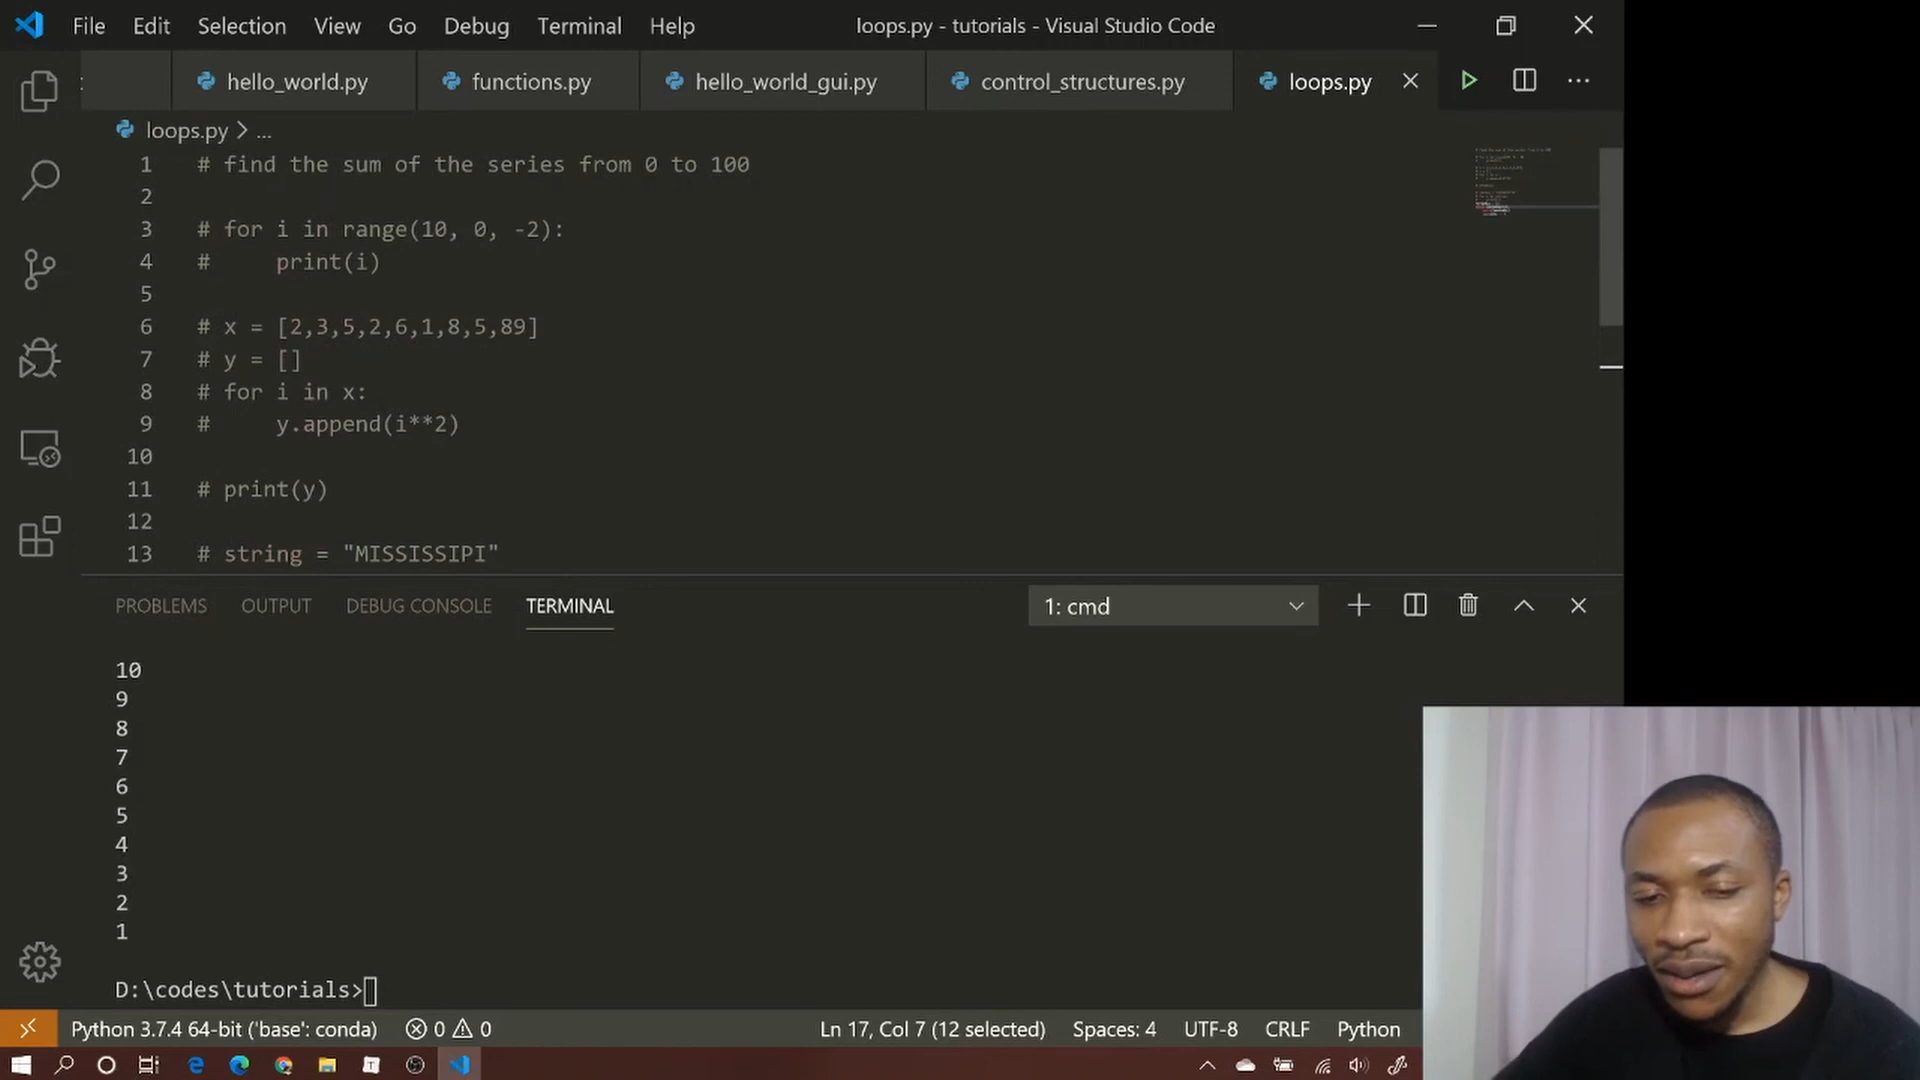 File Edit Selection View Go Debug Terminal Help loops.py - tutorials - Visual Studio Code
hello_world.py functions.py hello_world_gui.py control_structures.py loops.py
loops.py > ...
1 # find the sum of the series from 0 to 100
2
3 # for i in range(10, 0, -2):
4 #     print(i)
5
6 # x = [2,3,5,2,6,1,8,5,89]
7 # y = []
8 # for i in x:
9 #     y.append(i**2)
10
11 # print(y)
12
13 # string = "MISSISSIPI"
PROBLEMS OUTPUT DEBUG CONSOLE TERMINAL 1: cmd
10
9
8
7
6
5
4
3
2
1
D:\codes\tutorials>
Python 3.7.4 64-bit ('base': conda) 0 0 Ln 17, Col 7 (12 selected) Spaces: 4 UTF-8 CRLF Python